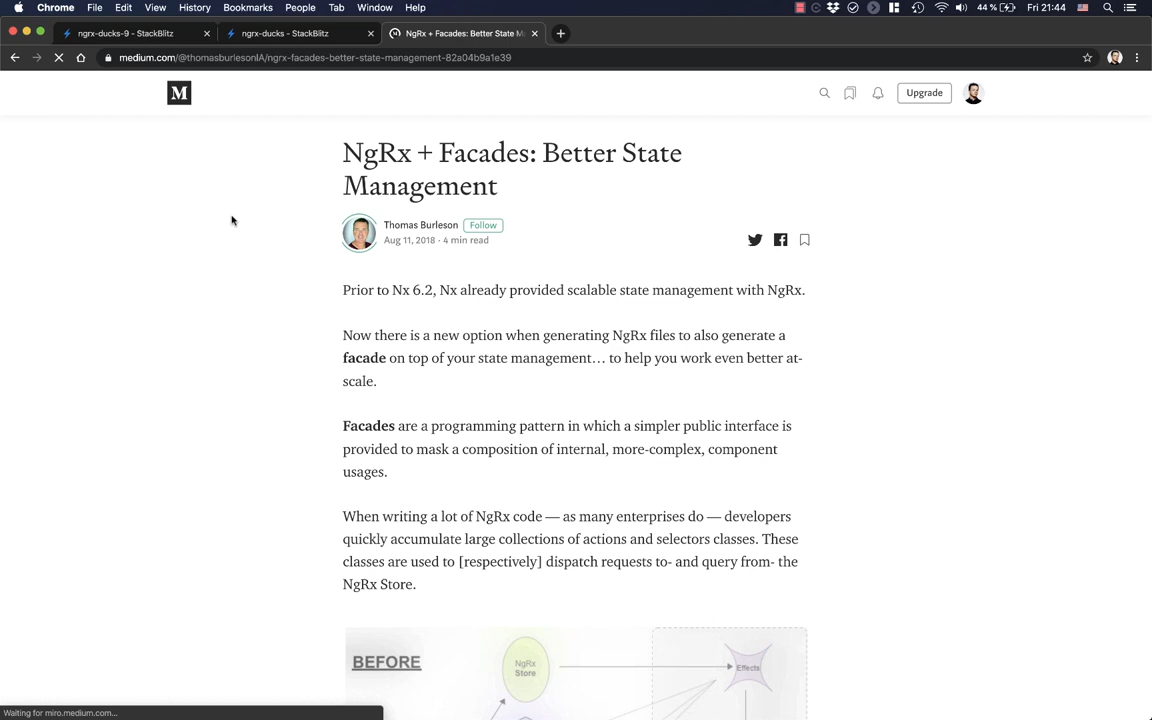 Chrome File Edit View History Bookmarks People Tab Window Help 44 % Fri 21:44
ngrx-ducks-9 - StackBlitz ngrx-ducks - StackBlitz NgRx + Facades: Better State M
medium.com/@thomasburlesonIA/ngrx-facades-better-state-management-82a04b9a1e39
M Upgrade
NgRx + Facades: Better State
Management
Thomas Burleson Follow
Aug 11, 2018 · 4 min read
Prior to Nx 6.2, Nx already provided scalable state management with NgRx.
Now there is a new option when generating NgRx files to also generate a
facade on top of your state management… to help you work even better at-
scale.
Facades are a programming pattern in which a simpler public interface is
provided to mask a composition of internal, more-complex, component
usages.
When writing a lot of NgRx code — as many enterprises do — developers
quickly accumulate large collections of actions and selectors classes. These
classes are used to [respectively] dispatch requests to- and query from- the
NgRx Store.
BEFORE
NgRx
Store
Effects
Waiting for miro.medium.com...